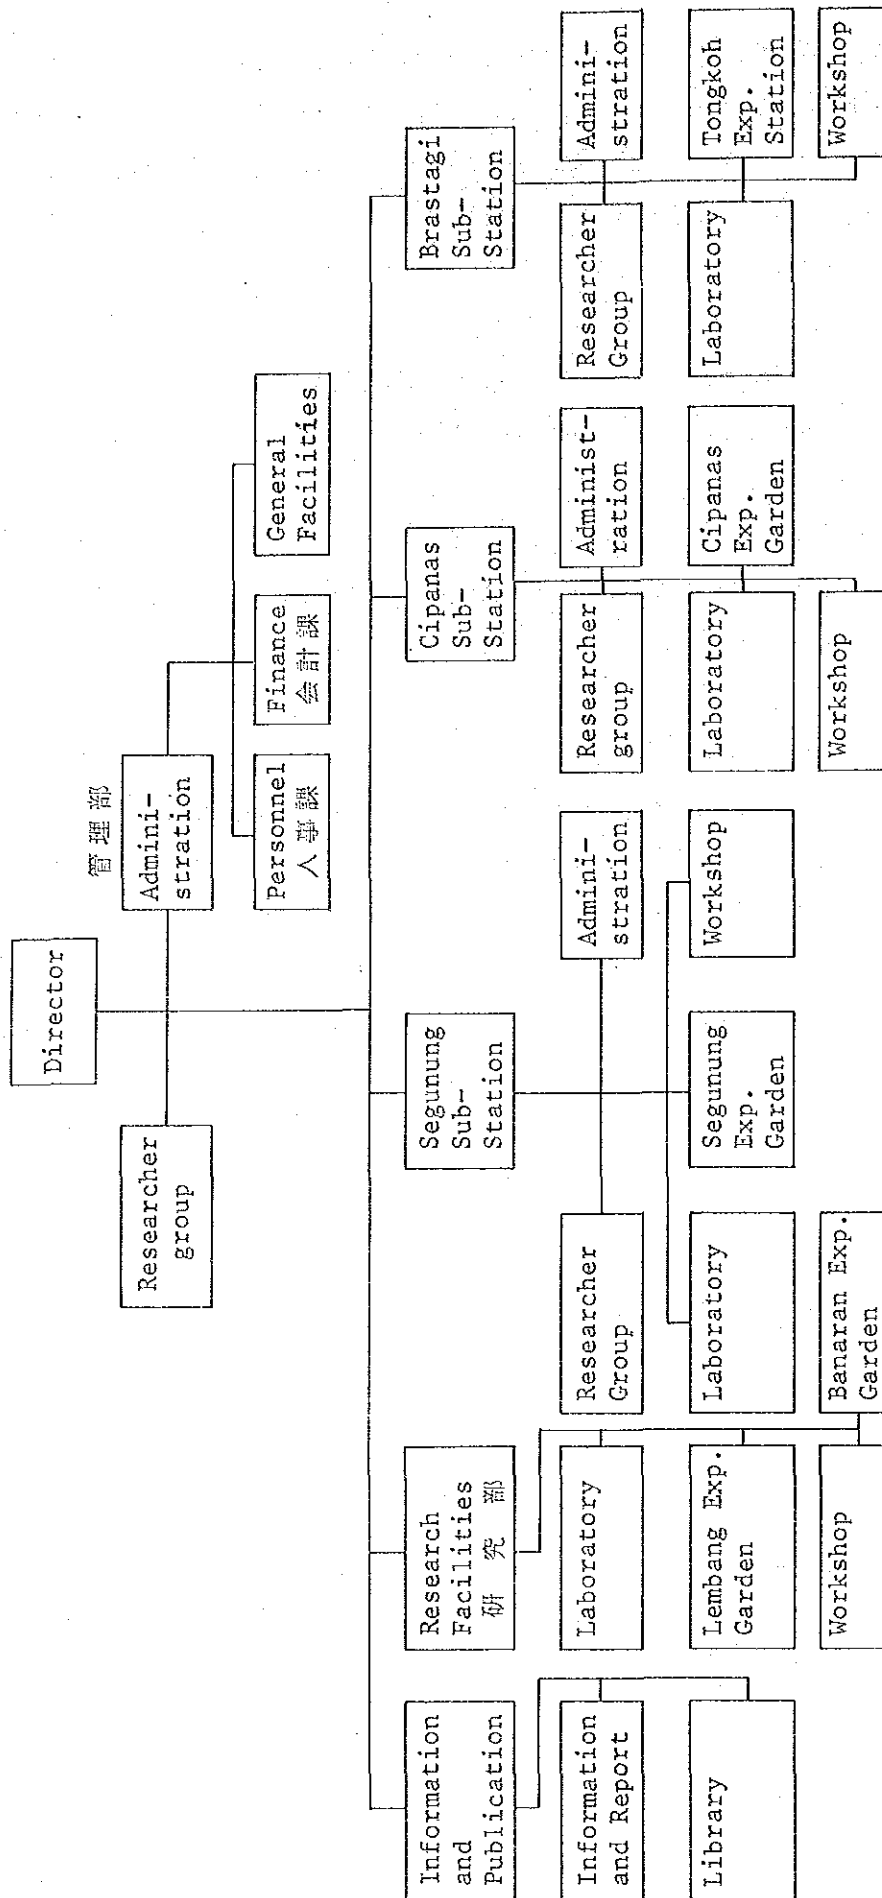 Director
Researcher
group
管理部
Admini-
stration
Personnel
人事課
Finance
会計課
General
Facilities
Information
and
Publication
Research
Facilities
研究部
Segunung
Sub-
Station
Cipanas
Sub-
Station
Brastagi
Sub-
Station
Information
and Report
Laboratory
Researcher
Group
Admini-
stration
Researcher
group
Administ-
ration
Researcher
Group
Admini-
stration
Library
Lembang Exp.
Garden
Laboratory
Segunung
Exp.
Garden
Workshop
Laboratory
Cipanas
Exp.
Garden
Laboratory
Tongkoh
Exp.
Station
Workshop
Banaran Exp.
Garden
Workshop
Workshop